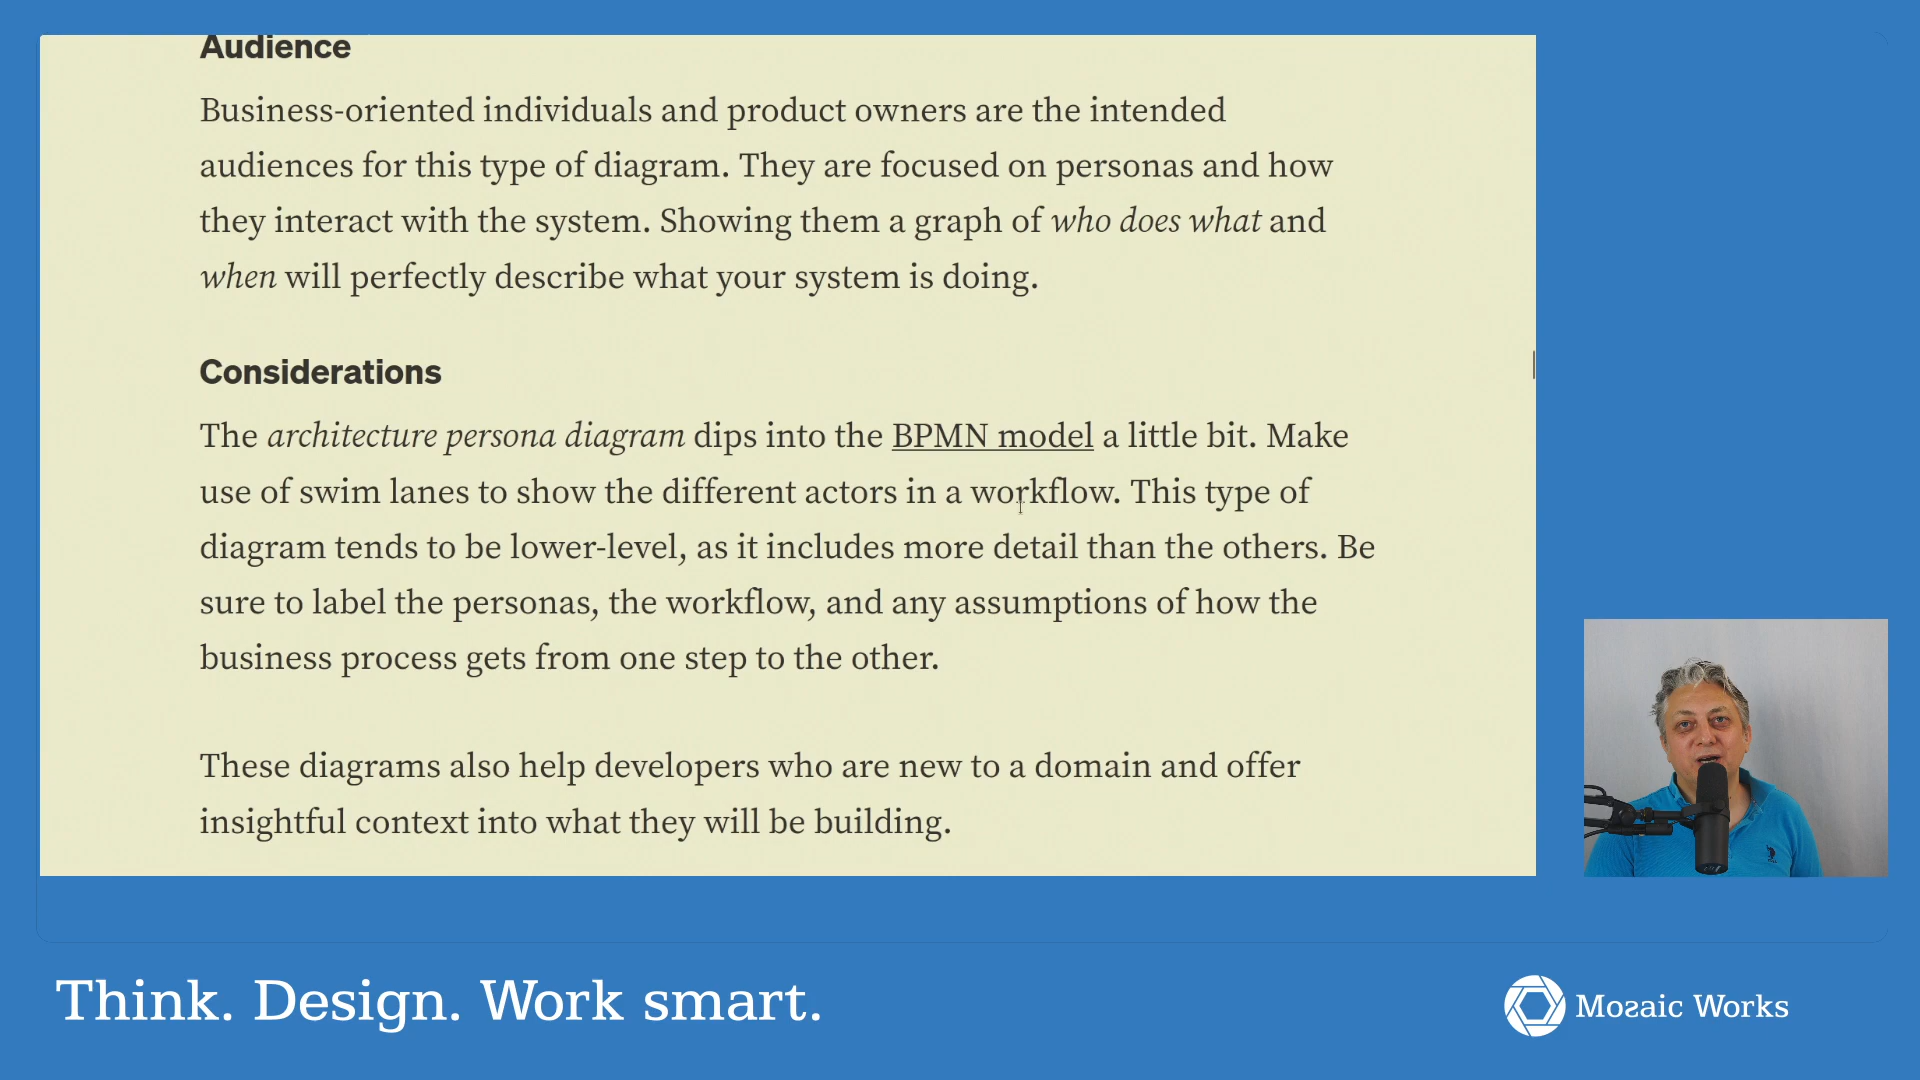 Audience
Business-oriented individuals and product owners are the intended
audiences for this type of diagram. They are focused on personas and how
they interact with the system. Showing them a graph of who does what and
when will perfectly describe what your system is doing.
Considerations
The architecture persona diagram dips into the BPMN model a little bit. Make
use of swim lanes to show the different actors in a workflow. This type of
diagram tends to be lower-level, as it includes more detail than the others. Be
sure to label the personas, the workflow, and any assumptions of how the
business process gets from one step to the other.
These diagrams also help developers who are new to a domain and offer
insightful context into what they will be building.
Think. Design. Work smart.
Mozaic Works